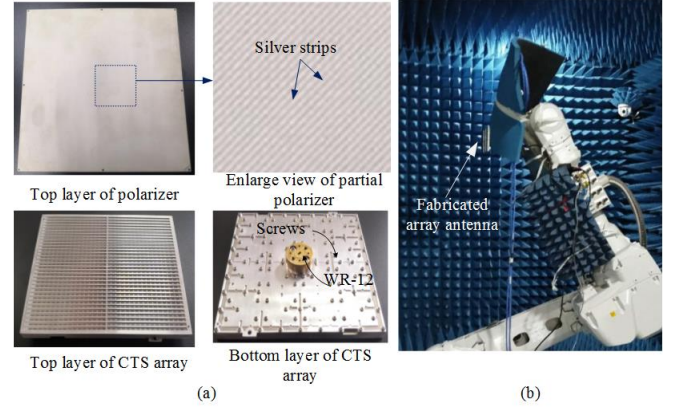 Silver strips
Top layer of polarizer
Enlarge view of partial
polarizer
Screws
WR-12
Top layer of CTS array
Bottom layer of CTS
array
(a)
Fabricated
array antenna
(b)